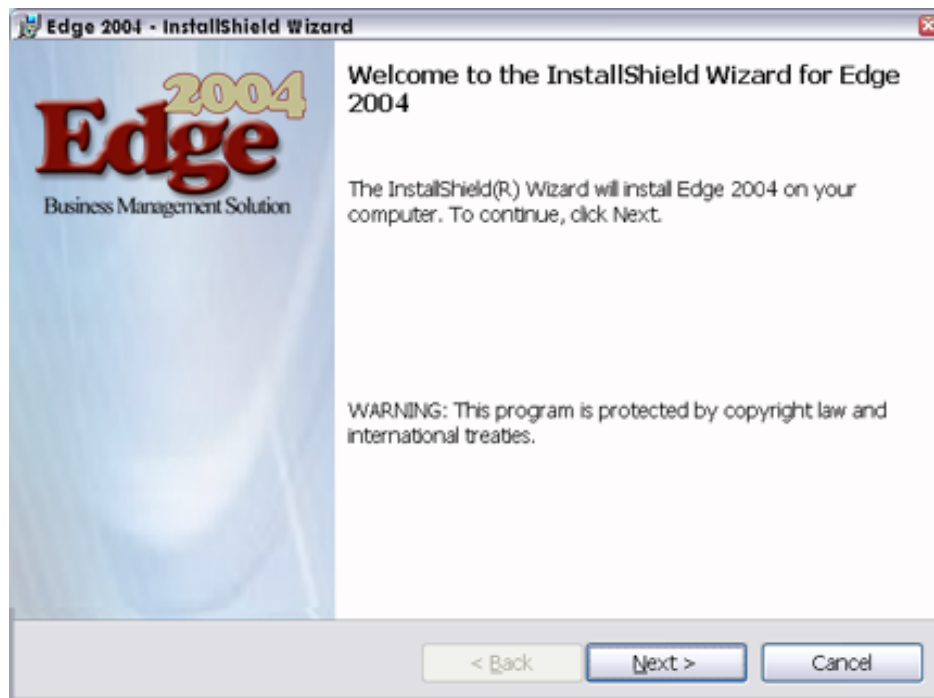 Edge 2004 - InstallShield Wizard
2004
Edge
Business Management Solution
Welcome to the InstallShield Wizard for Edge
2004
The InstallShield(R) Wizard will install Edge 2004 on your
computer. To continue, click Next.
WARNING: This program is protected by copyright law and
international treaties.
< Back
Next >
Cancel